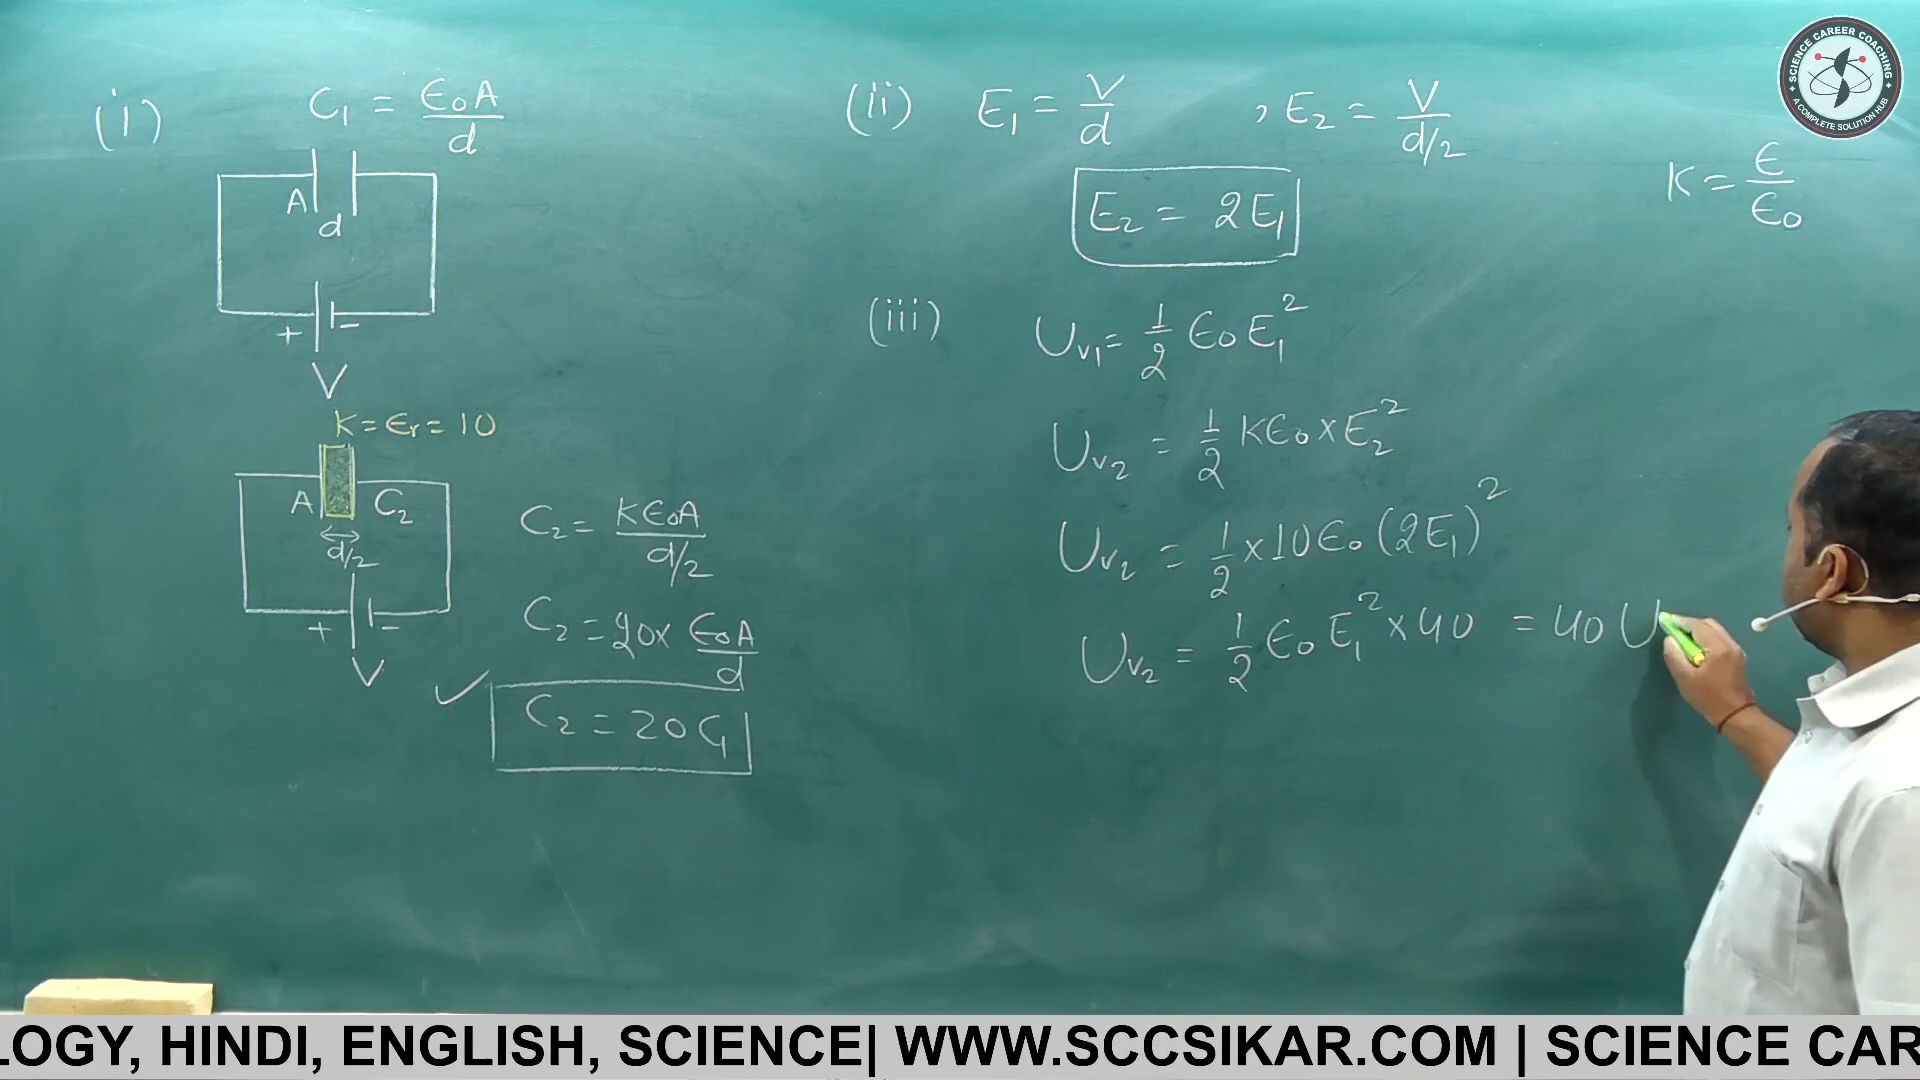 (i) C₁ = ε₀A/d
A
d
+ -
V
K = εᵣ = 10
A C₂
d/2
+ -
V
C₂ = Kε₀A/d/2
C₂ = 20 × ε₀A/d
C₂ = 20 C₁
(ii) E₁ = V/d , E₂ = V/d/2
E₂ = 2E₁
K = ε/ε₀
(iii) Uv₁ = 1/2 ε₀E₁²
Uv₂ = 1/2 Kε₀ × E₂²
Uv₂ = 1/2 × 10ε₀ (2E₁)²
Uv₂ = 1/2 ε₀E₁² × 40 = 40 U
SCIENCE CAREER COACHING
A COMPLETE SOLUTION HUB
LOGY, HINDI, ENGLISH, SCIENCE| WWW.SCCSIKAR.COM | SCIENCE CAR